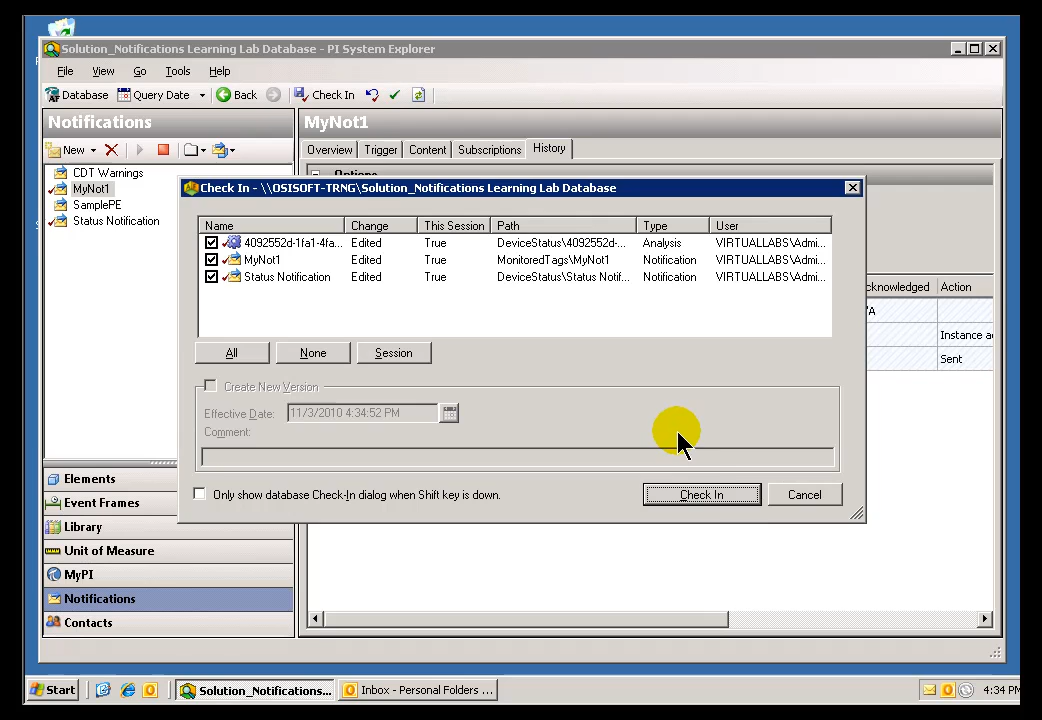 Solution_Notifications Learning Lab Database - PI System Explorer
File View Go Tools Help
Database Query Date Back Check In
Notifications
MyNot1
New
Overview Trigger Content Subscriptions History
CDT Warnings
MyNot1
SamplePE
Status Notification
Options
Check In - \\OSISOFT-TRNG\Solution_Notifications Learning Lab Database
Name Change This Session Path Type User
4092552d-1fa1-4fa... Edited True DeviceStatus\4092552d-... Analysis VIRTUALLABS\Admi...
MyNot1 Edited True MonitoredTags\MyNot1 Notification VIRTUALLABS\Admi...
Status Notification Edited True DeviceStatus\Status Notif... Notification VIRTUALLABS\Admi...
cknowledged Action
/A
Instance a
Sent
All None Session
Create New Version
Effective Date: 11/3/2010 4:34:52 PM
Comment:
Only show database Check-In dialog when Shift key is down.
Check In Cancel
Elements
Event Frames
Library
Unit of Measure
MyPI
Notifications
Contacts
Start Solution_Notifications... Inbox - Personal Folders ... 4:34 PM